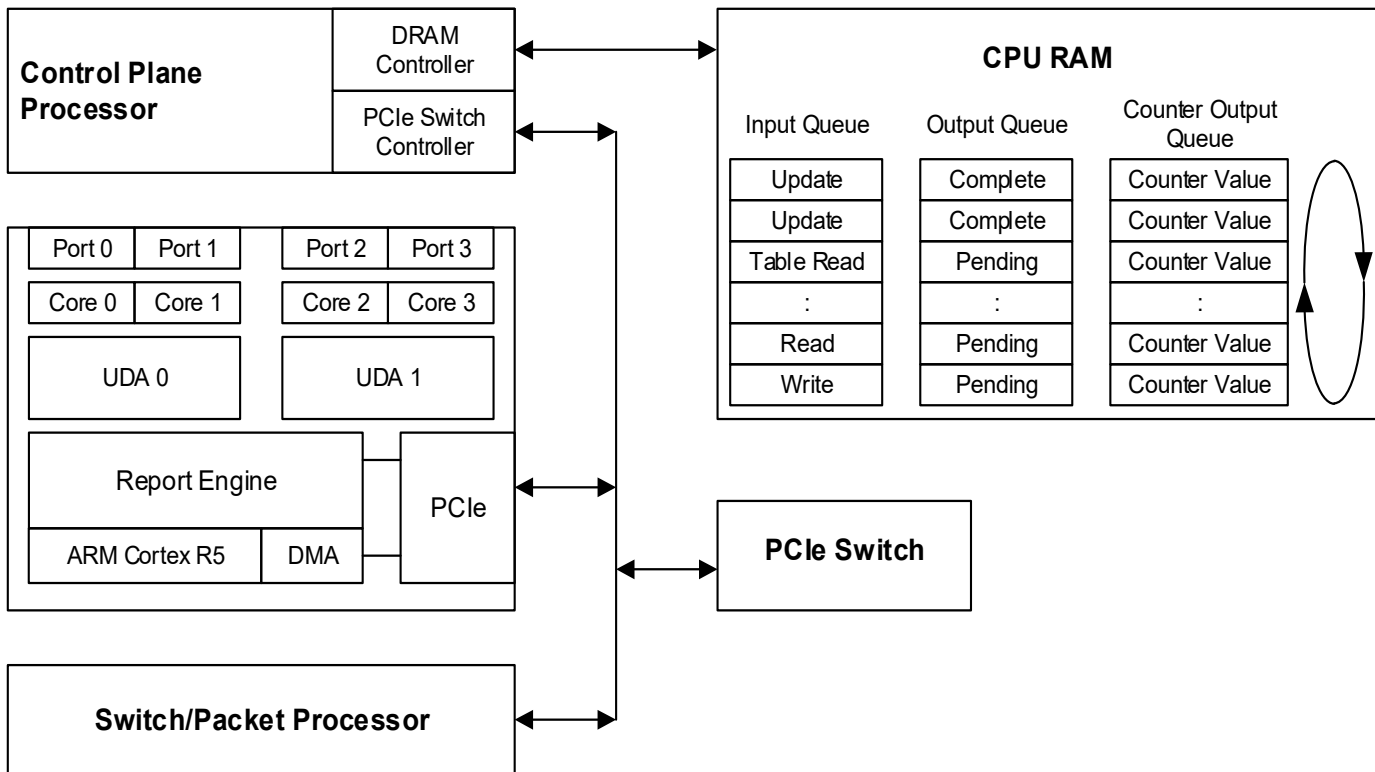 Control Plane
Processor
DRAM
Controller
PCIe Switch
Controller
CPU RAM
Input Queue
Output Queue
Counter Output
Queue
Update
Complete
Counter Value
Update
Complete
Counter Value
Table Read
Pending
Counter Value
:
:
:
Read
Pending
Counter Value
Write
Pending
Counter Value
Port 0
Port 1
Port 2
Port 3
Core 0
Core 1
Core 2
Core 3
UDA 0
UDA 1
Report Engine
PCIe
ARM Cortex R5
DMA
PCIe Switch
Switch/Packet Processor